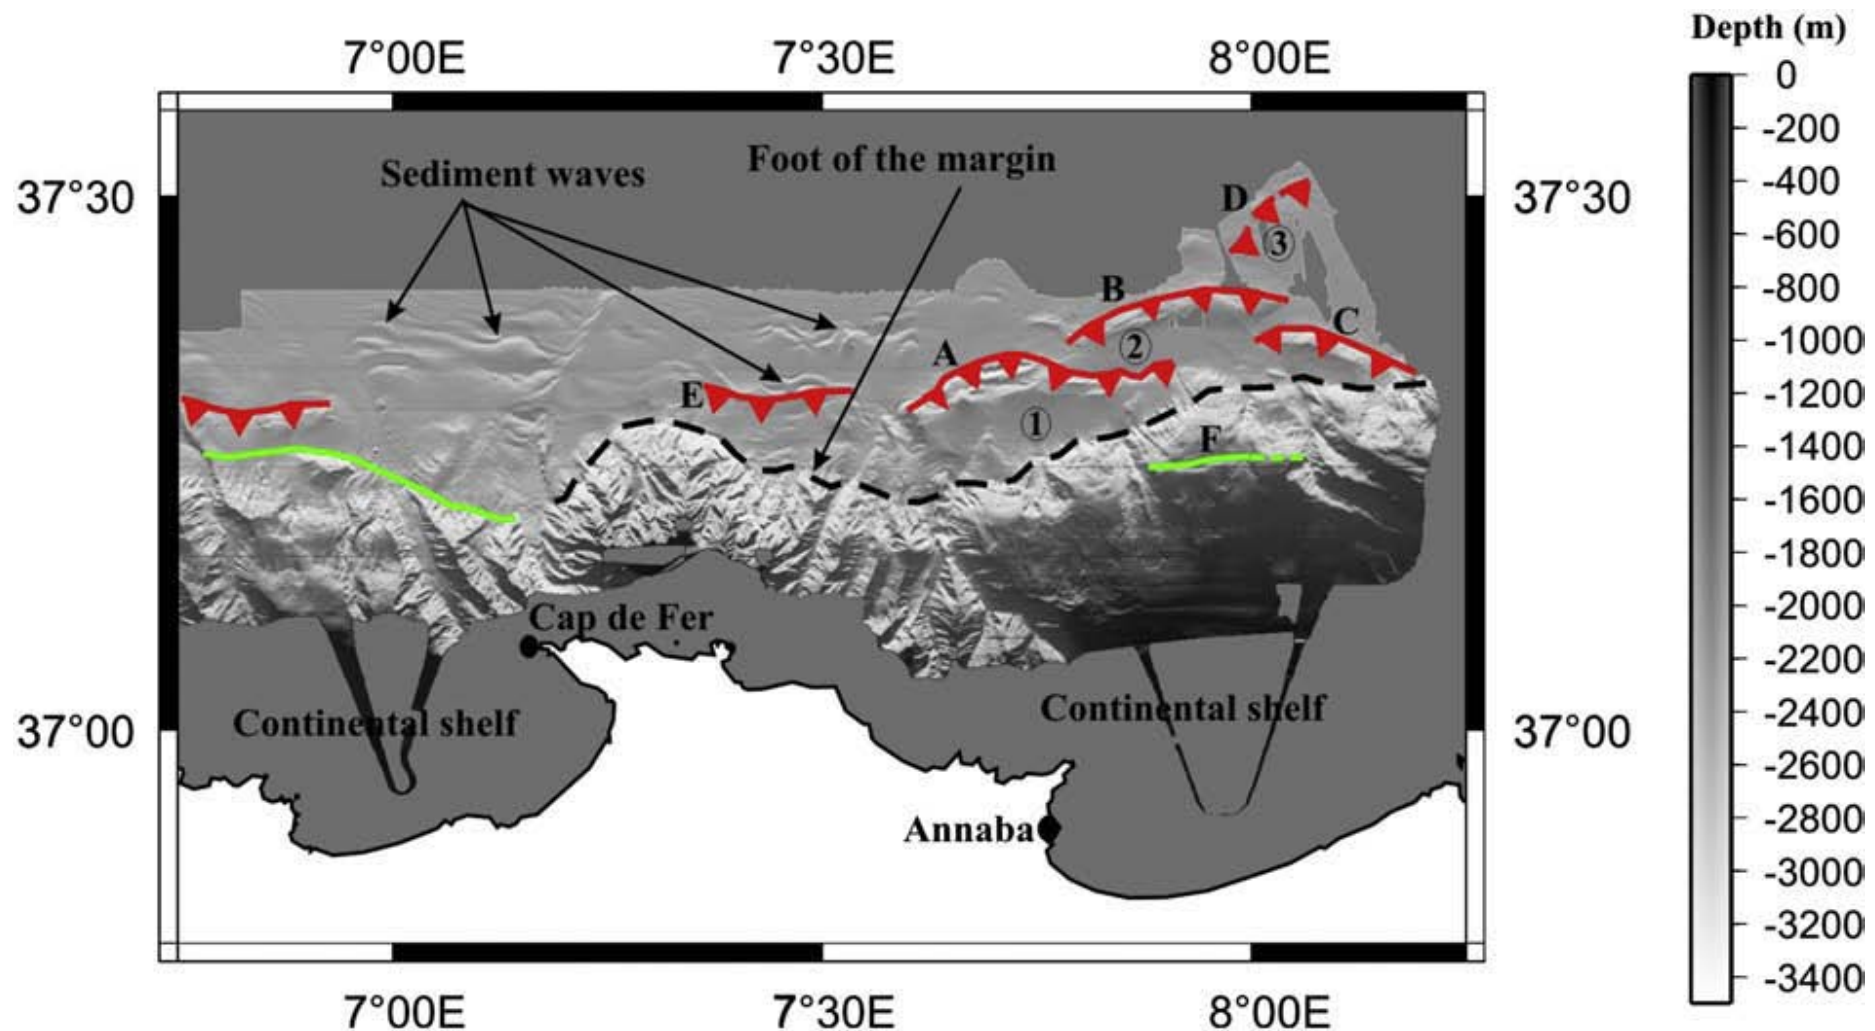 Depth (m)
7°00E
7°30E
8°00E
0
-200
-400
-600
-800
-1000
-1200
-1400
-1600
-1800
-2000
-2200
-2400
-2600
-2800
-3000
-3200
-3400
37°30
37°30
Sediment waves
Foot of the margin
D
3
B
C
2
A
E
1
F
Cap de Fer
Continental shelf
Continental shelf
37°00
37°00
Annaba
7°00E
7°30E
8°00E